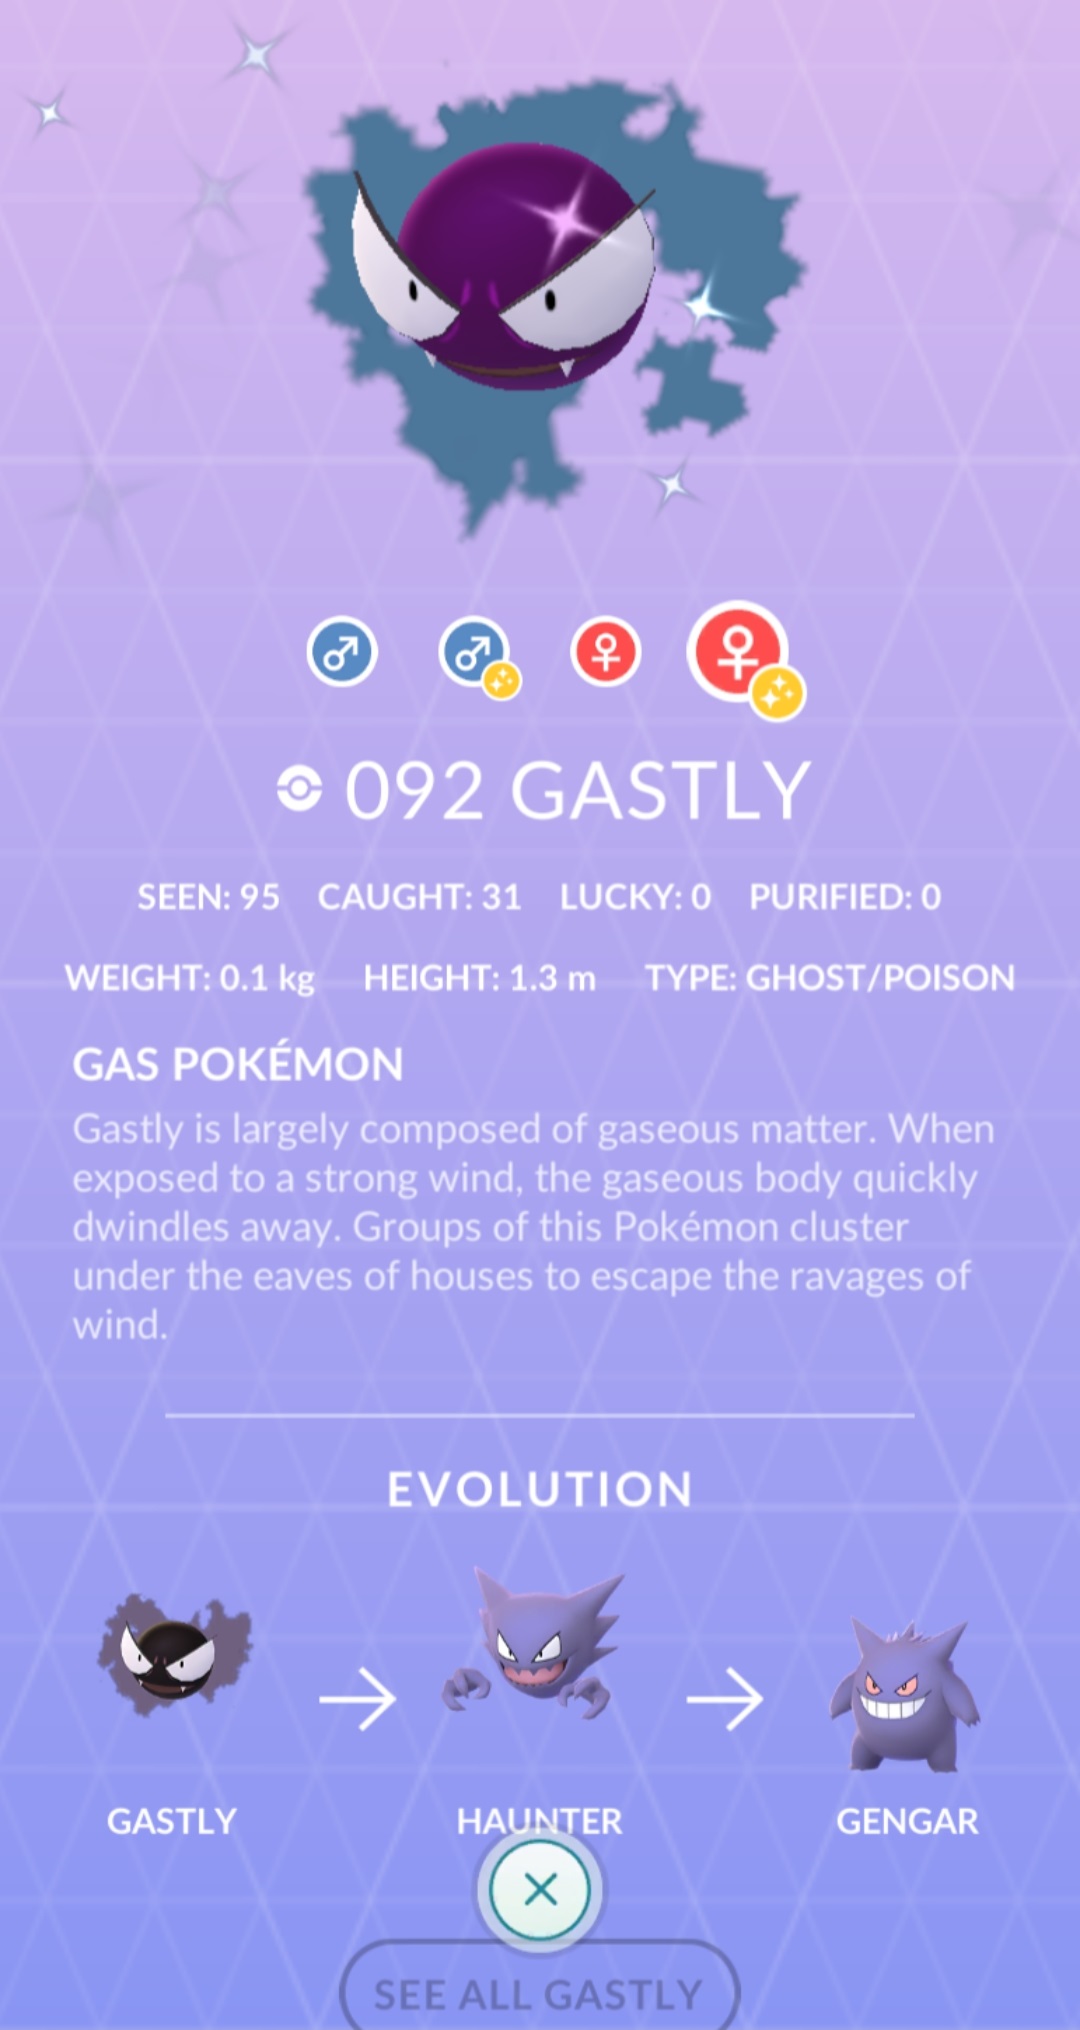 092 GASTLY
SEEN: 95 CAUGHT: 31 LUCKY: 0 PURIFIED: 0
WEIGHT: 0.1 kg HEIGHT: 1.3 m TYPE: GHOST/POISON
GAS POKÉMON
Gastly is largely composed of gaseous matter. When
exposed to a strong wind, the gaseous body quickly
dwindles away. Groups of this Pokémon cluster
under the eaves of houses to escape the ravages of
wind.
EVOLUTION
GASTLY HAUNTER GENGAR
SEE ALL GASTLY